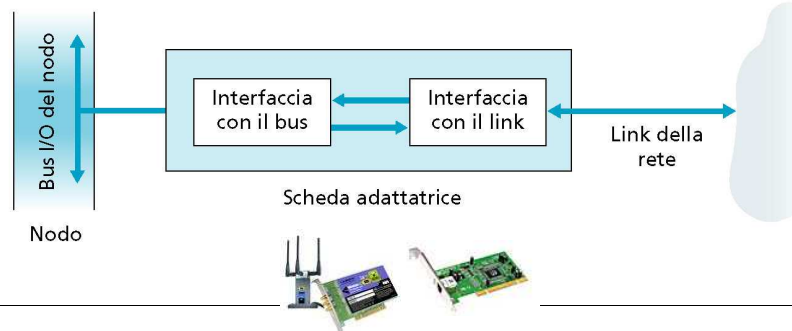 Bus I/O del nodo
Nodo
Interfaccia
con il bus
Interfaccia
con il link
Scheda adattatrice
Link della
rete